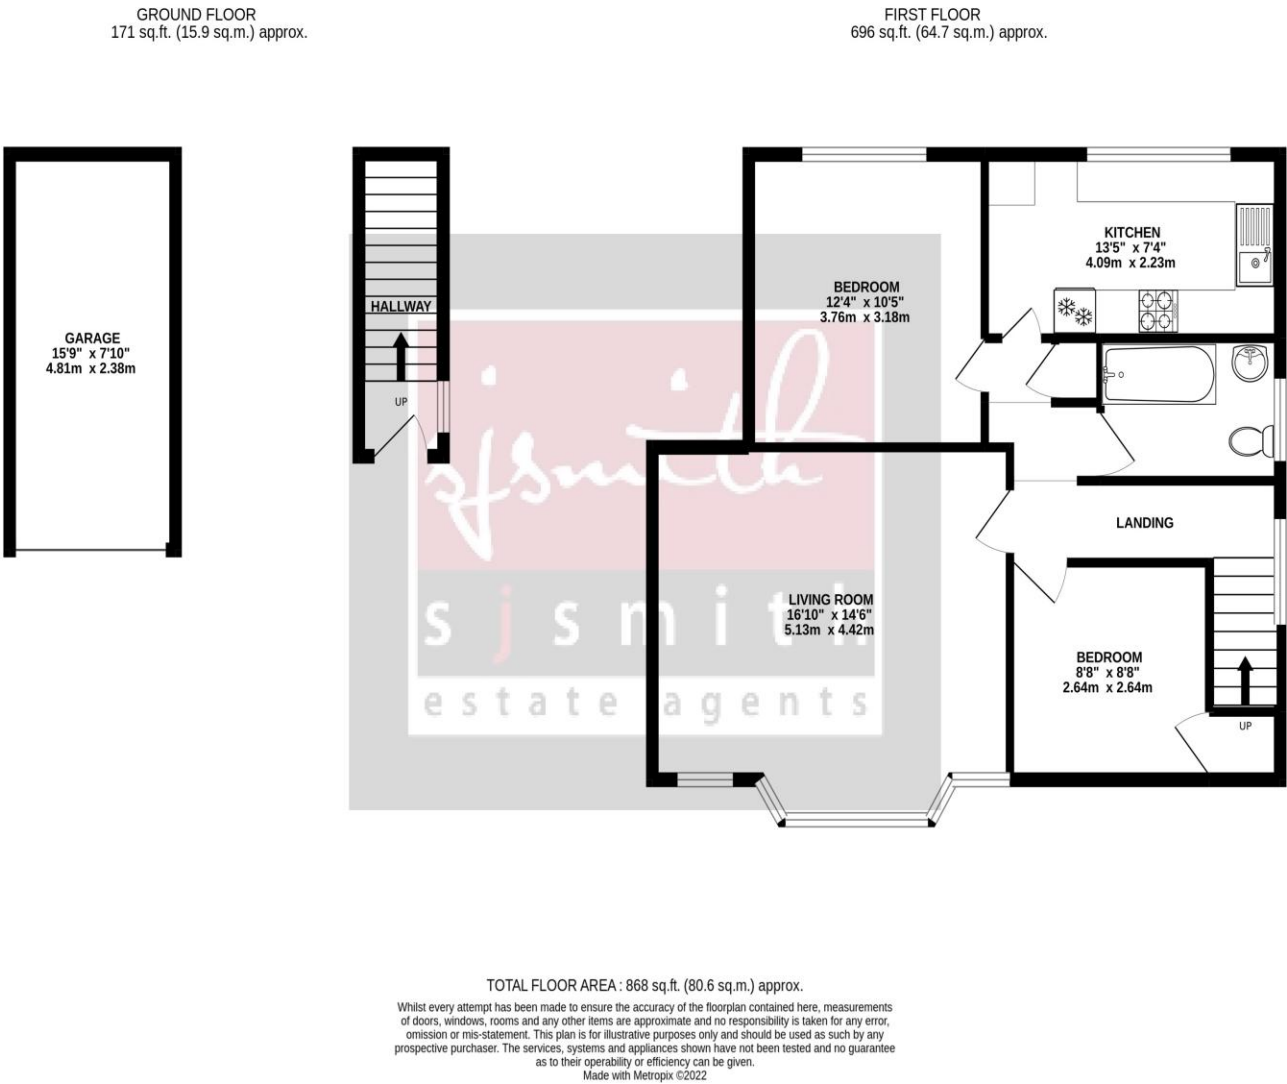 GROUND FLOOR
171 sq.ft. (15.9 sq.m.) approx.
FIRST FLOOR
696 sq.ft. (64.7 sq.m.) approx.
GARAGE
15'9" x 7'10"
4.81m x 2.38m
HALLWAY
UP
BEDROOM
12'4" x 10'5"
3.76m x 3.18m
KITCHEN
13'5" x 7'4"
4.09m x 2.23m
LANDING
LIVING ROOM
16'10" x 14'6"
5.13m x 4.42m
BEDROOM
8'8" x 8'8"
2.64m x 2.64m
UP
sjsmith
sjsmith
estate agents
TOTAL FLOOR AREA : 868 sq.ft. (80.6 sq.m.) approx.
Whilst every attempt has been made to ensure the accuracy of the floorplan contained here, measurements
of doors, windows, rooms and any other items are approximate and no responsibility is taken for any error,
omission or mis-statement. This plan is for illustrative purposes only and should be used as such by any
prospective purchaser. The services, systems and appliances shown have not been tested and no guarantee
as to their operability or efficiency can be given.
Made with Metropix ©2022